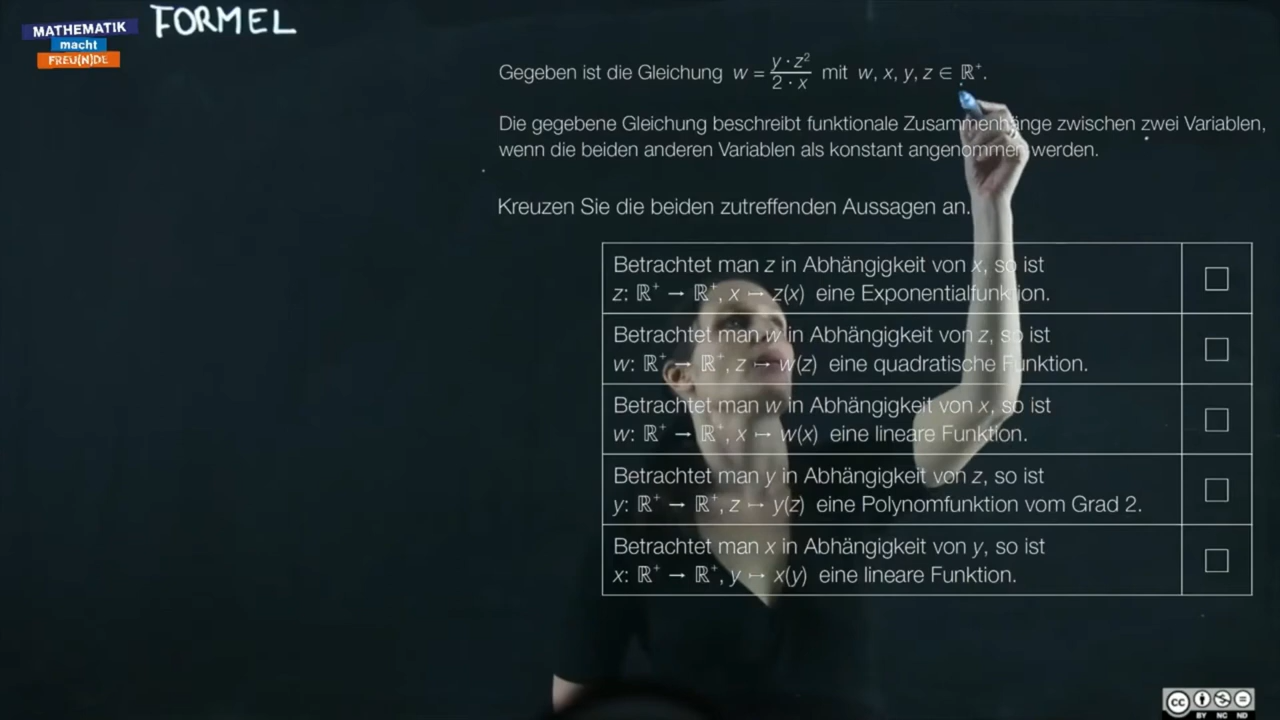 MATHEMATIK
macht
FREU(N)DE
FORMEL
Gegeben ist die Gleichung w = y · z² / 2 · x mit w, x, y, z ∈ ℝ⁺.
Die gegebene Gleichung beschreibt funktionale Zusammenhänge zwischen zwei Variablen,
wenn die beiden anderen Variablen als konstant angenommen werden.
Kreuzen Sie die beiden zutreffenden Aussagen an.
Betrachtet man z in Abhängigkeit von x, so ist
z: ℝ⁺ → ℝ⁺, x ↦ z(x) eine Exponentialfunktion.
Betrachtet man w in Abhängigkeit von z, so ist
w: ℝ⁺ → ℝ⁺, z ↦ w(z) eine quadratische Funktion.
Betrachtet man w in Abhängigkeit von x, so ist
w: ℝ⁺ → ℝ⁺, x ↦ w(x) eine lineare Funktion.
Betrachtet man y in Abhängigkeit von z, so ist
y: ℝ⁺ → ℝ⁺, z ↦ y(z) eine Polynomfunktion vom Grad 2.
Betrachtet man x in Abhängigkeit von y, so ist
x: ℝ⁺ → ℝ⁺, y ↦ x(y) eine lineare Funktion.
cc
BY NC ND